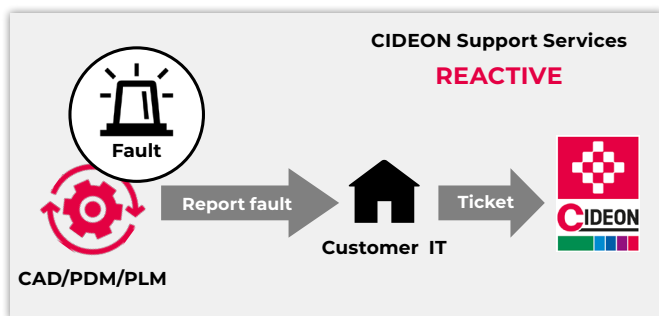 CIDEON Support Services
REACTIVE
Fault
Report fault
Ticket
CIDEON
Customer IT
CAD/PDM/PLM